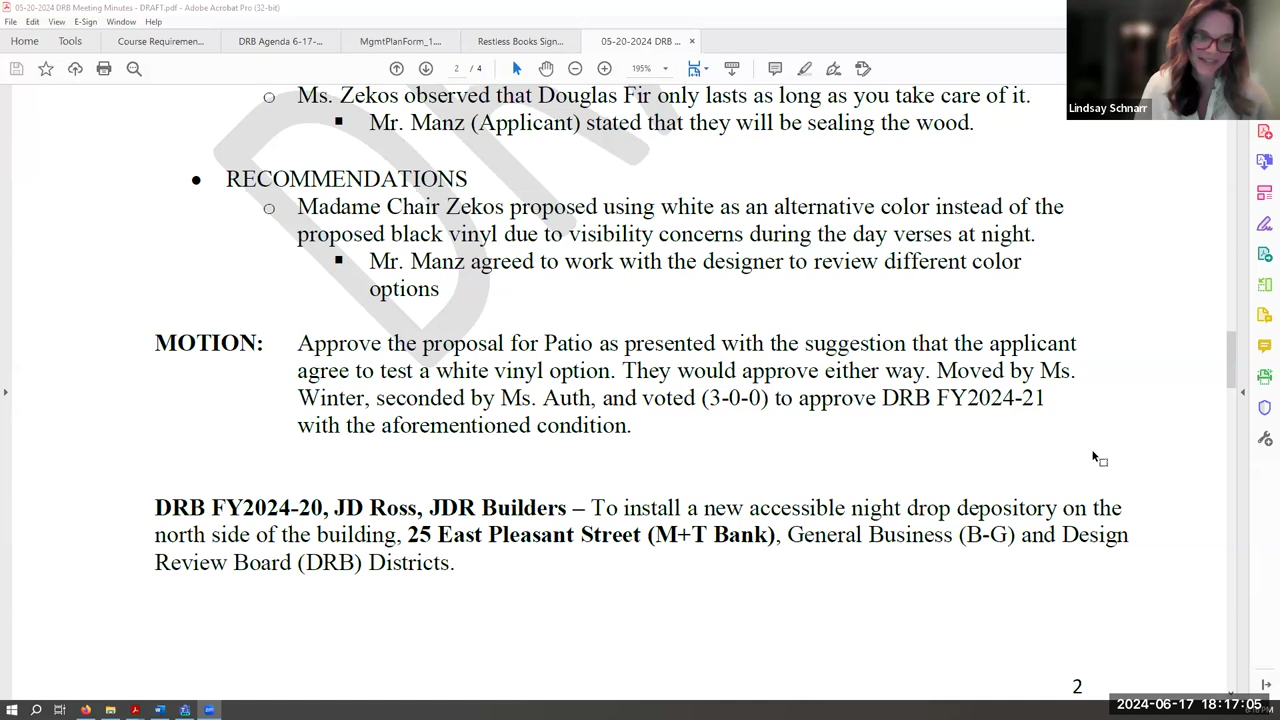 05-20-2024 DRB Meeting Minutes - DRAFT.pdf - Adobe Acrobat Pro (32-bit)
File Edit View E-Sign Window Help
Home Tools Course Requiremen... DRB Agenda 6-17-... MgmtPlanForm_1... Restless Books Sign... 05-20-2024 DRB ... ×
2 / 4 195%
Lindsay Schnarr
DR
Ms. Zekos observed that Douglas Fir only lasts as long as you take care of it.
Mr. Manz (Applicant) stated that they will be sealing the wood.
RECOMMENDATIONS
Madame Chair Zekos proposed using white as an alternative color instead of the
proposed black vinyl due to visibility concerns during the day verses at night.
Mr. Manz agreed to work with the designer to review different color
options
MOTION: Approve the proposal for Patio as presented with the suggestion that the applicant
agree to test a white vinyl option. They would approve either way. Moved by Ms.
Winter, seconded by Ms. Auth, and voted (3-0-0) to approve DRB FY2024-21
with the aforementioned condition.
DRB FY2024-20, JD Ross, JDR Builders – To install a new accessible night drop depository on the
north side of the building, 25 East Pleasant Street (M+T Bank), General Business (B-G) and Design
Review Board (DRB) Districts.
2
2024-06-17 18:17:05